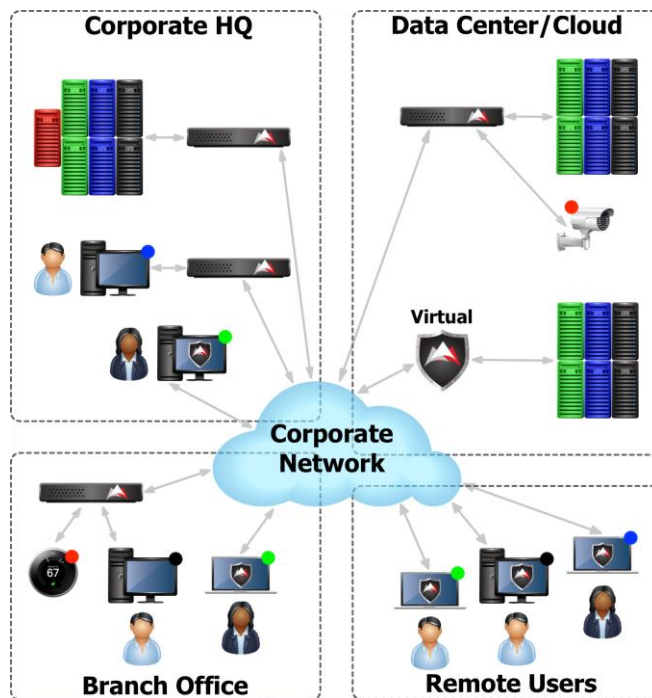 Corporate HQ
Data Center/Cloud
Virtual
Corporate
Network
67
Branch Office
Remote Users